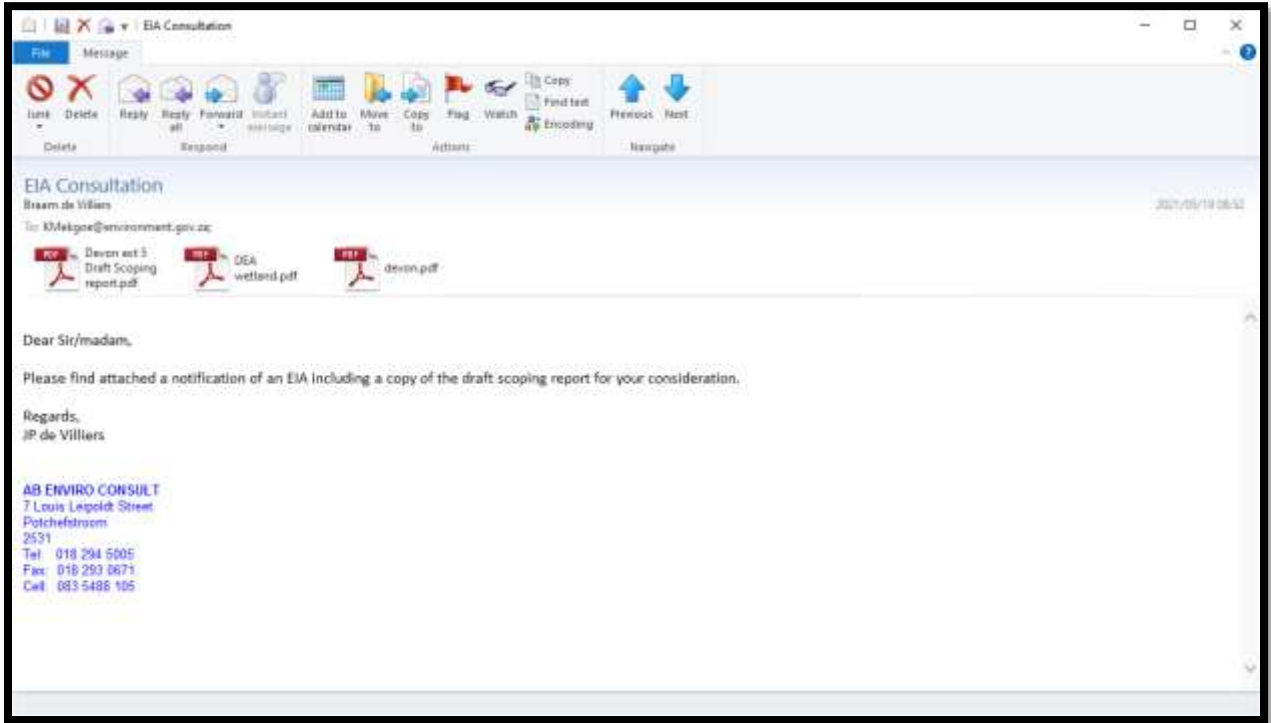 EIA Consultation
File Message
Junk Delete Reply Reply all Forward Instant message Add to calendar Move to Copy to Flag Watch Copy Find text Encoding Previous Next
Delete Respond Actions Navigate
EIA Consultation
Braam de Villiers
To: KMekgoe@environment.gov.za;
Devon ext 5 Draft Scoping report.pdf
DEA wetland.pdf
devon.pdf
Dear Sir/madam,
Please find attached a notification of an EIA including a copy of the draft scoping report for your consideration.
Regards,
JP de Villiers
AB ENVIRO CONSULT
7 Louis Leipoldt Street
Potchefstroom
2531
Tel: 018 294 5005
Fax: 018 293 0671
Cell: 083 5488 105